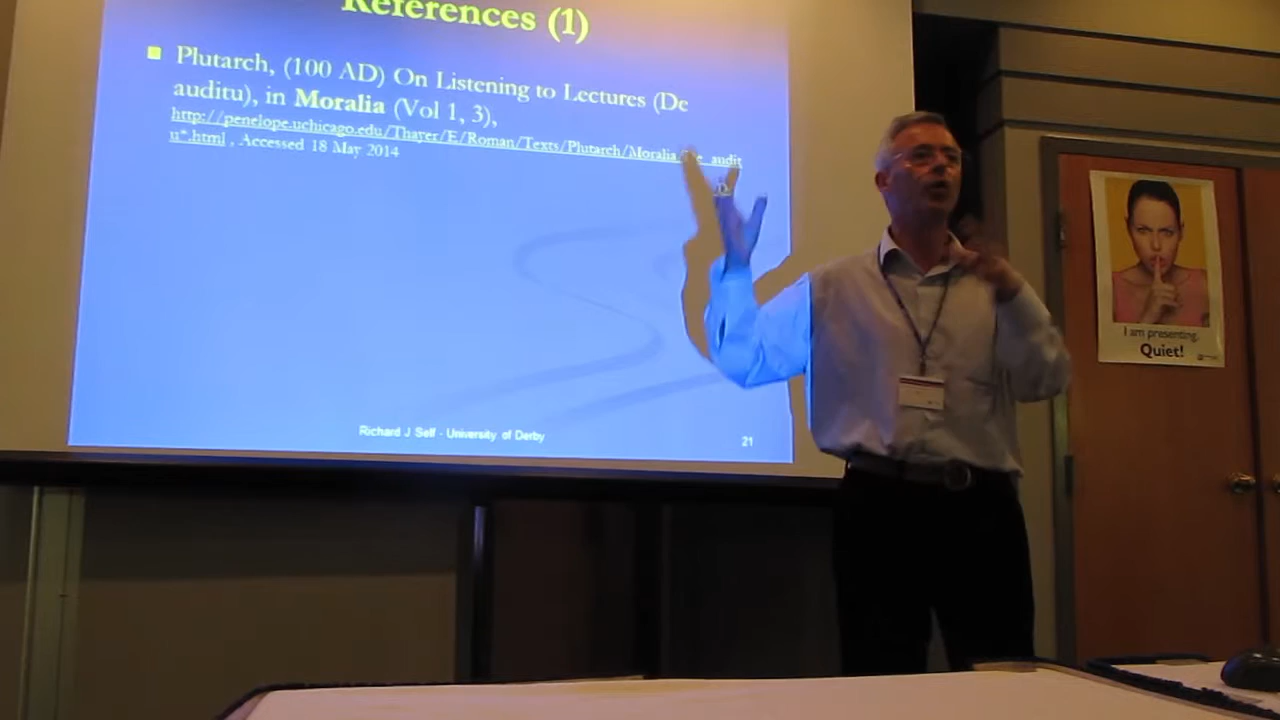 References (1)
Plutarch, (100 AD) On Listening to Lectures (De
auditu), in Moralia (Vol 1, 3),
http://penelope.uchicago.edu/Thayer/E/Roman/Texts/Plutarch/Moralia audit
u*.html , Accessed 18 May 2014
Richard J Self - University of Derby
21
I am presenting.
Quiet!